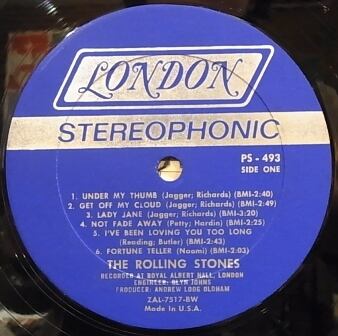 LONDON
STEREOPHONIC
PS - 493
SIDE ONE
1. UNDER MY THUMB (Jagger; Richards) (BMI-2:40)
2. GET OFF MY CLOUD (Jagger; Richards) (BMI-2:49)
3. LADY JANE (Jagger; Richards) (BMI-3:20)
4. NOT FADE AWAY (Petty; Hardin) (BMI-2:25)
5. I'VE BEEN LOVING YOU TOO LONG
(Reading; Butler) (BMI-2:43)
6. FORTUNE TELLER (Naomi) (BMI-2:03)
THE ROLLING STONES
RECORDED AT ROYAL ALBERT HALL, LONDON
ENGINEER: GLYN JOHNS
PRODUCER: ANDREW LOOG OLDHAM
ZAL-7517-BW
Made in U.S.A.